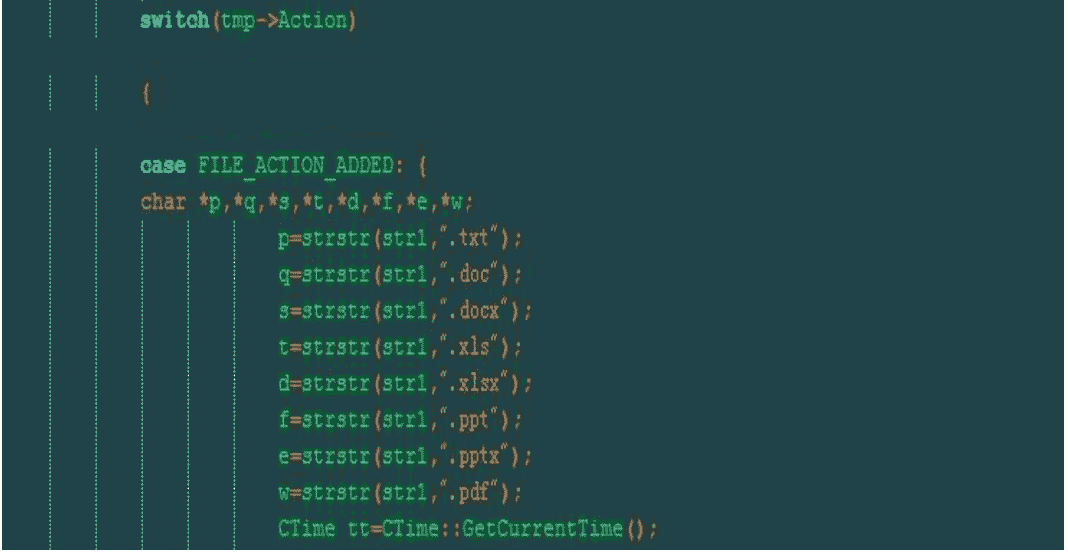 switch(tmp->Action)
{
case FILE_ACTION_ADDED: {
char *p,*q,*s,*t,*d,*f,*e,*w;
p=strstr(str1,".txt");
q=strstr(str1,".doc");
s=strstr(str1,".docx");
t=strstr(str1,".xls");
d=strstr(str1,".xlsx");
f=strstr(str1,".ppt");
e=strstr(str1,".pptx");
w=strstr(str1,".pdf");
CTime tt=CTime::GetCurrentTime();